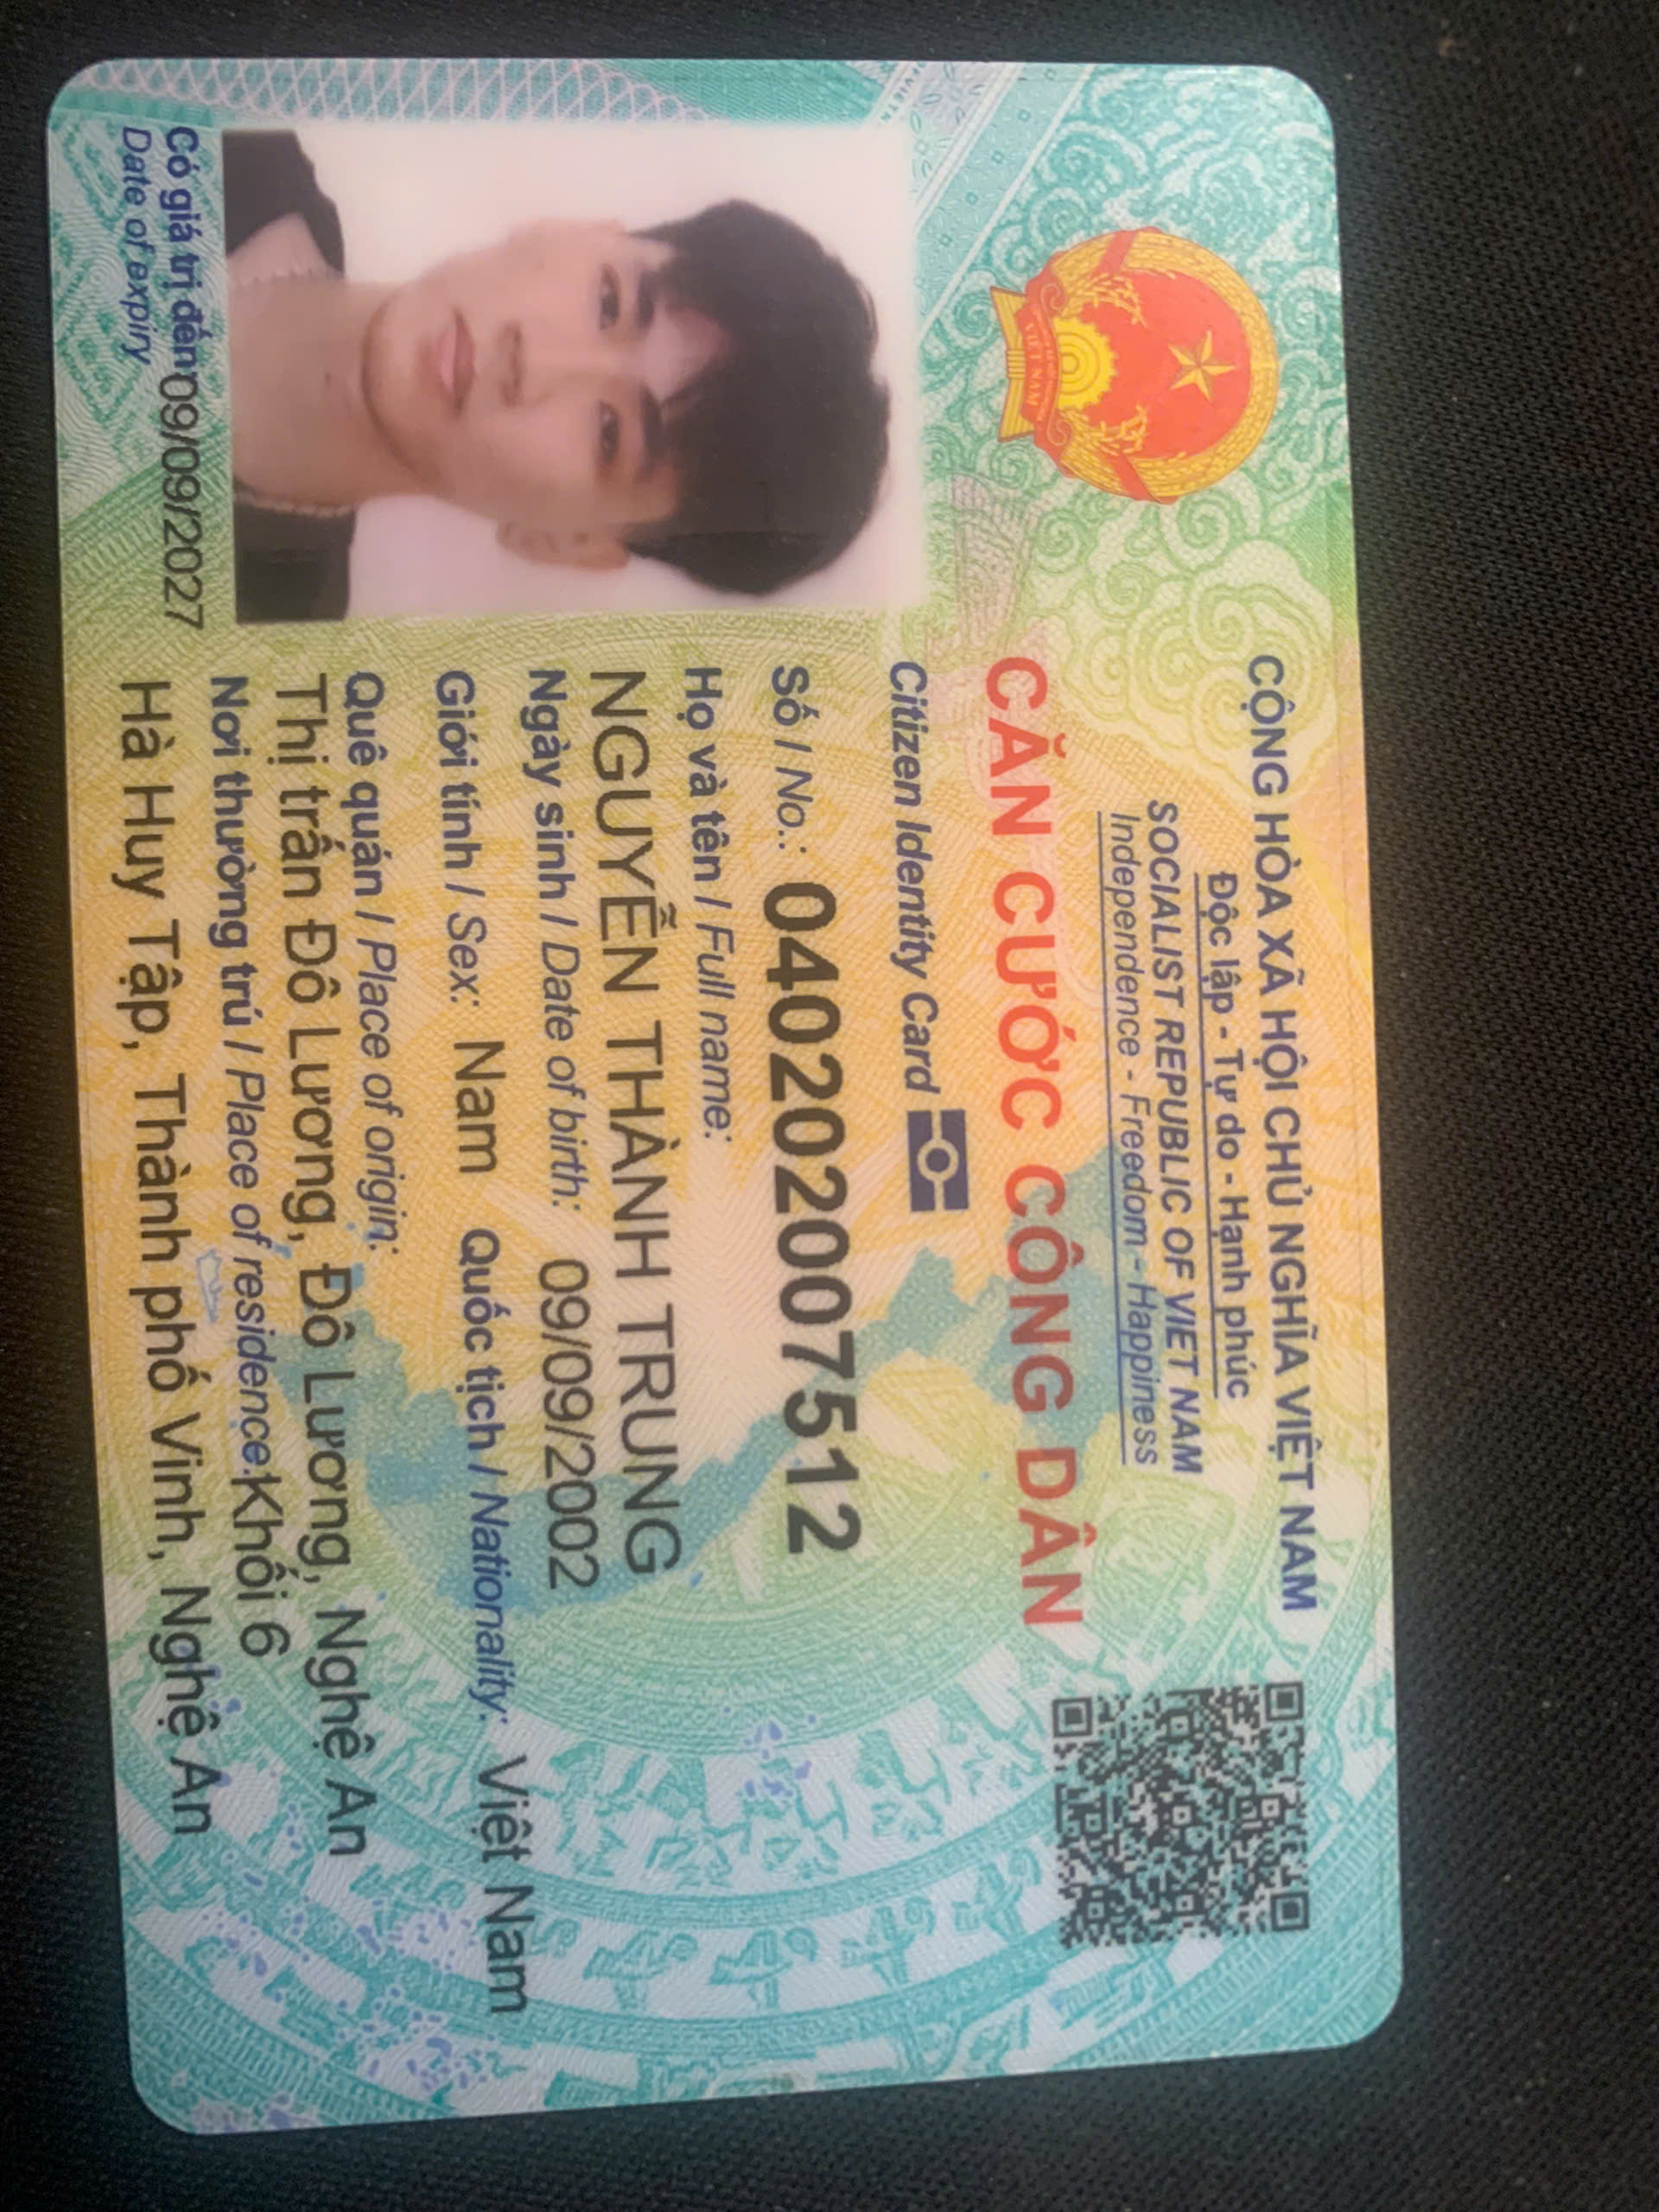 CỘNG HÒA XÃ HỘI CHỦ NGHĨA VIỆT NAM
Độc lập - Tự do - Hạnh phúc
SOCIALIST REPUBLIC OF VIET NAM
Independence - Freedom - Happiness
CĂN CƯỚC CÔNG DÂN
Citizen Identity Card
Số / No.: 040202007512
Họ và tên / Full name:
NGUYỄN THÀNH TRUNG
Ngày sinh / Date of birth: 09/09/2002
Giới tính / Sex: Nam Quốc tịch / Nationality: Việt Nam
Quê quán / Place of origin:
Thị trấn Đô Lương, Đô Lương, Nghệ An
Nơi thường trú / Place of residence: Khối 6
Hà Huy Tập, Thành phố Vinh, Nghệ An
Có giá trị đến 09/09/2027
Date of expiry
VIỆT NAM